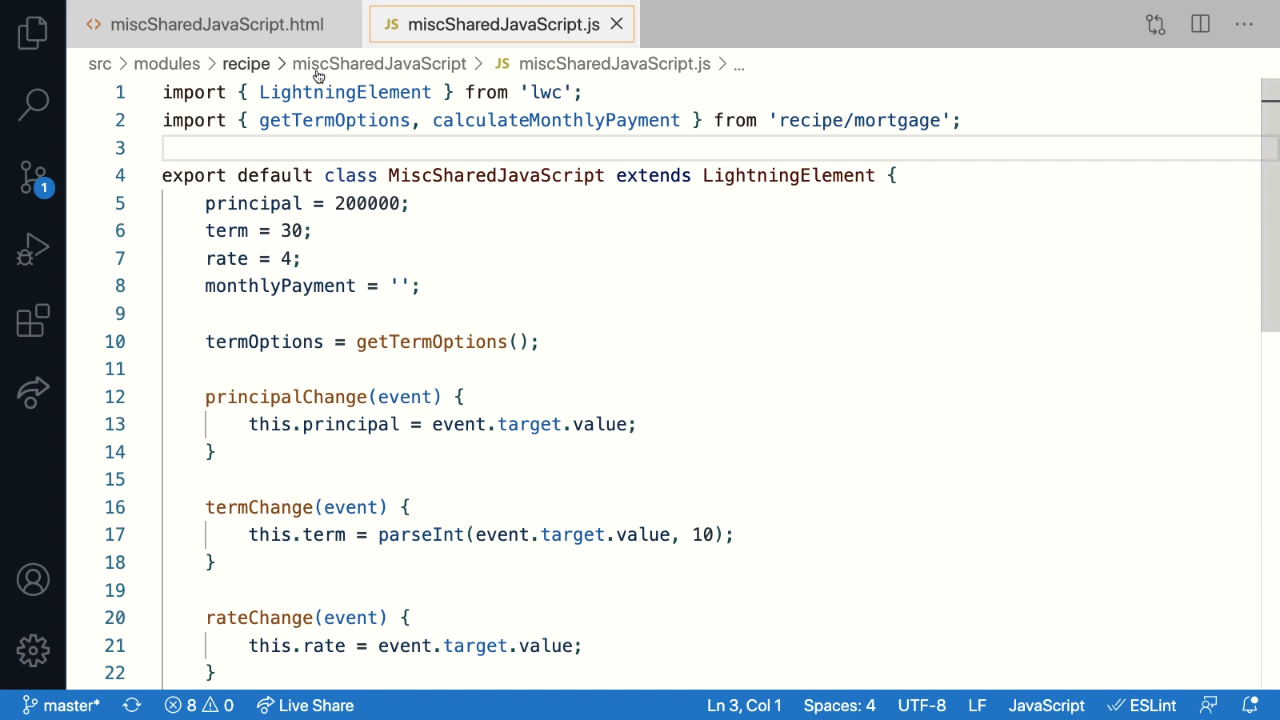 <> miscSharedJavaScript.html
JS miscSharedJavaScript.js
src > modules > recipe > miscSharedJavaScript > JS miscSharedJavaScript.js > ...
1 import { LightningElement } from 'lwc';
2 import { getTermOptions, calculateMonthlyPayment } from 'recipe/mortgage';
3
4 export default class MiscSharedJavaScript extends LightningElement {
5 principal = 200000;
6 term = 30;
7 rate = 4;
8 monthlyPayment = '';
9
10 termOptions = getTermOptions();
11
12 principalChange(event) {
13 this.principal = event.target.value;
14 }
15
16 termChange(event) {
17 this.term = parseInt(event.target.value, 10);
18 }
19
20 rateChange(event) {
21 this.rate = event.target.value;
22 }
1
master* 8 0 Live Share Ln 3, Col 1 Spaces: 4 UTF-8 LF JavaScript ESLint